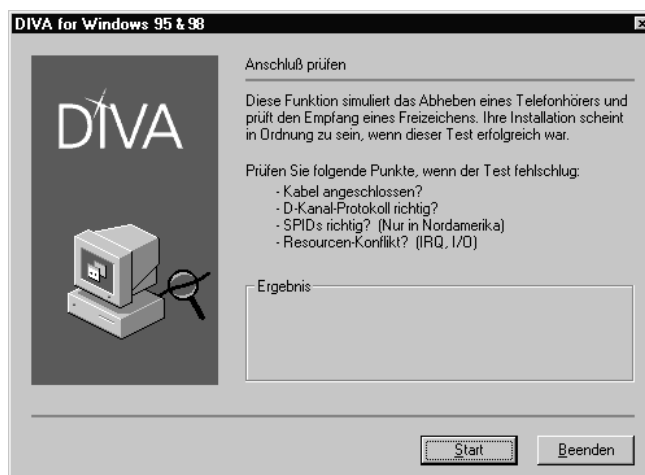 DIVA for Windows 95 & 98
DIVA
Anschluß prüfen
Diese Funktion simuliert das Abheben eines Telefonhörers und
prüft den Empfang eines Freizeichens. Ihre Installation scheint
in Ordnung zu sein, wenn dieser Test erfolgreich war.
Prüfen Sie folgende Punkte, wenn der Test fehlschlug:
- Kabel angeschlossen?
- D-Kanal-Protokoll richtig?
- SPIDs richtig? (Nur in Nordamerika)
- Resourcen-Konflikt? (IRQ, I/O)
Ergebnis
Start
Beenden